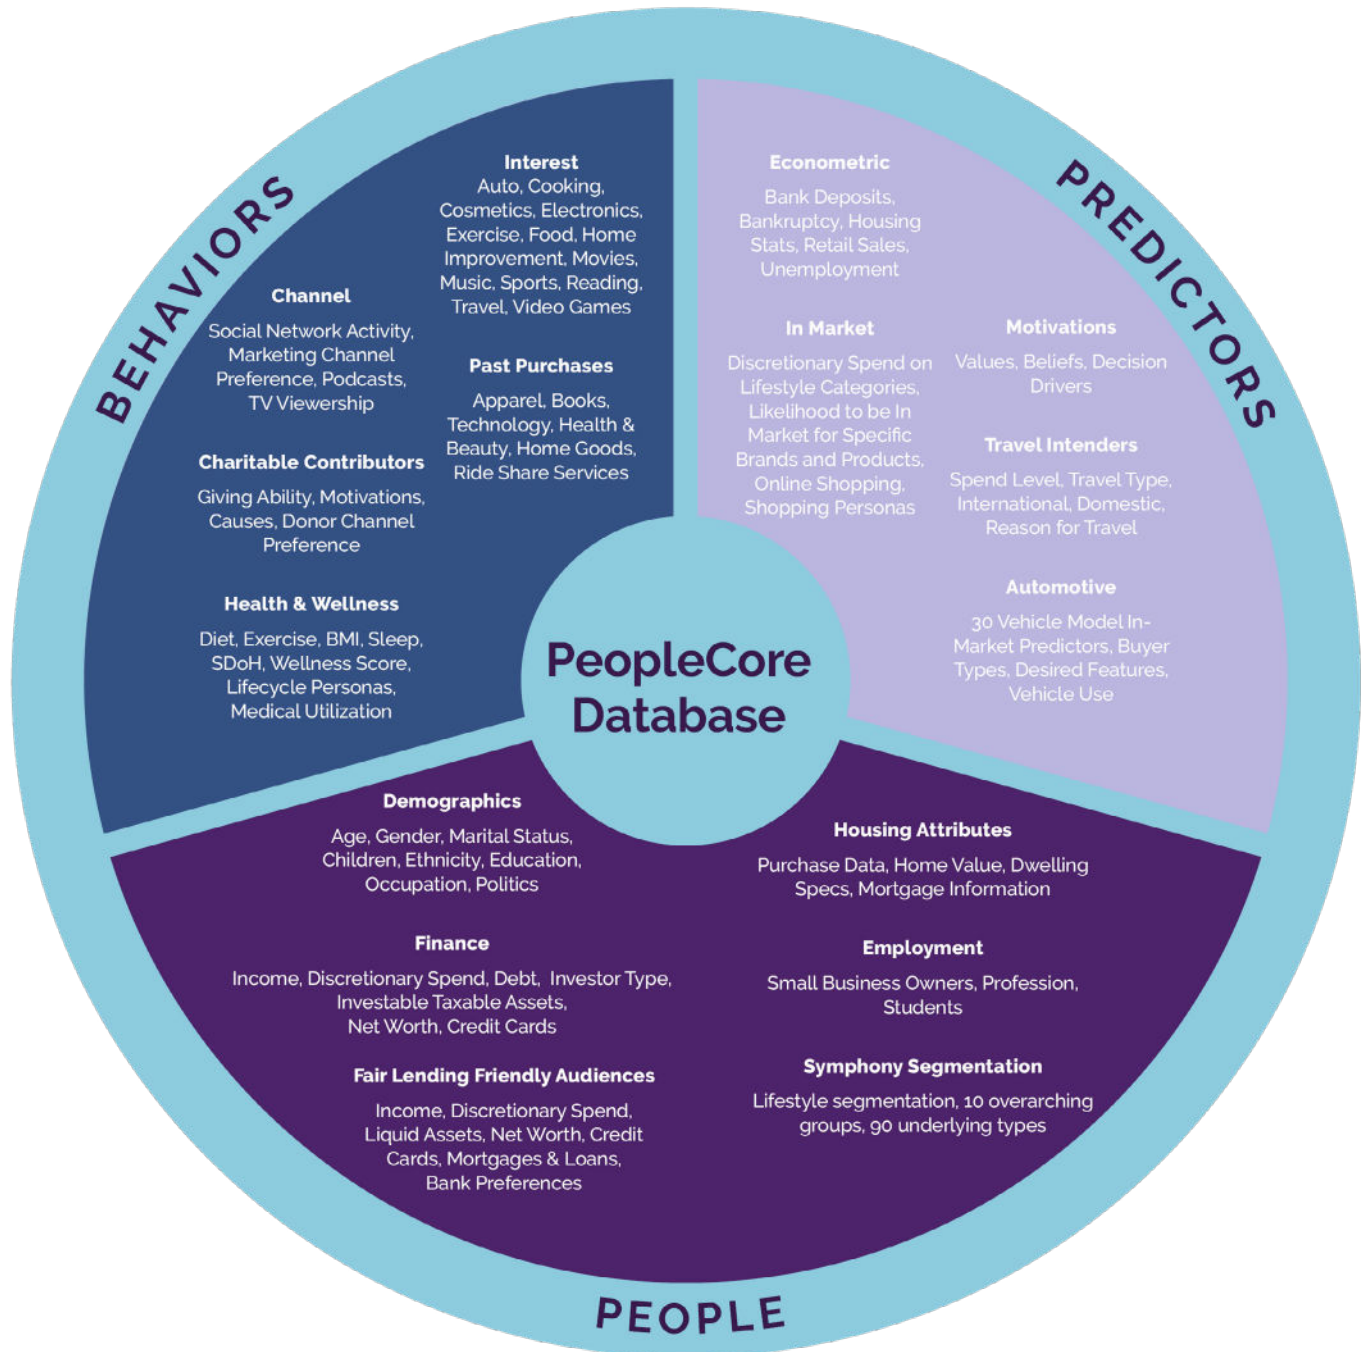 BEHAVIORS
Interest
Auto, Cooking,
Cosmetics, Electronics,
Exercise, Food, Home
Improvement, Movies,
Music, Sports, Reading,
Travel, Video Games
Channel
Social Network Activity,
Marketing Channel
Preference, Podcasts,
TV Viewership
Past Purchases
Apparel, Books,
Technology, Health &
Beauty, Home Goods,
Ride Share Services
Charitable Contributors
Giving Ability, Motivations,
Causes, Donor Channel
Preference
Health & Wellness
Diet, Exercise, BMI, Sleep,
SDoH, Wellness Score,
Lifecycle Personas,
Medical Utilization
PREDICTORS
Econometric
Bank Deposits,
Bankruptcy, Housing
Stats, Retail Sales,
Unemployment
In Market
Discretionary Spend on
Lifestyle Categories,
Likelihood to be In
Market for Specific
Brands and Products,
Online Shopping,
Shopping Personas
Motivations
Values, Beliefs, Decision
Drivers
Travel Intenders
Spend Level, Travel Type,
International, Domestic,
Reason for Travel
Automotive
30 Vehicle Model In-
Market Predictors, Buyer
Types, Desired Features,
Vehicle Use
PeopleCore
Database
Demographics
Age, Gender, Marital Status,
Children, Ethnicity, Education,
Occupation, Politics
Finance
Income, Discretionary Spend, Debt,  Investor Type,
Investable Taxable Assets,
Net Worth, Credit Cards
Fair Lending Friendly Audiences
Income, Discretionary Spend,
Liquid Assets, Net Worth, Credit
Cards, Mortgages & Loans,
Bank Preferences
Housing Attributes
Purchase Data, Home Value, Dwelling
Specs, Mortgage Information
Employment
Small Business Owners, Profession,
Students
Symphony Segmentation
Lifestyle segmentation, 10 overarching
groups, 90 underlying types
PEOPLE